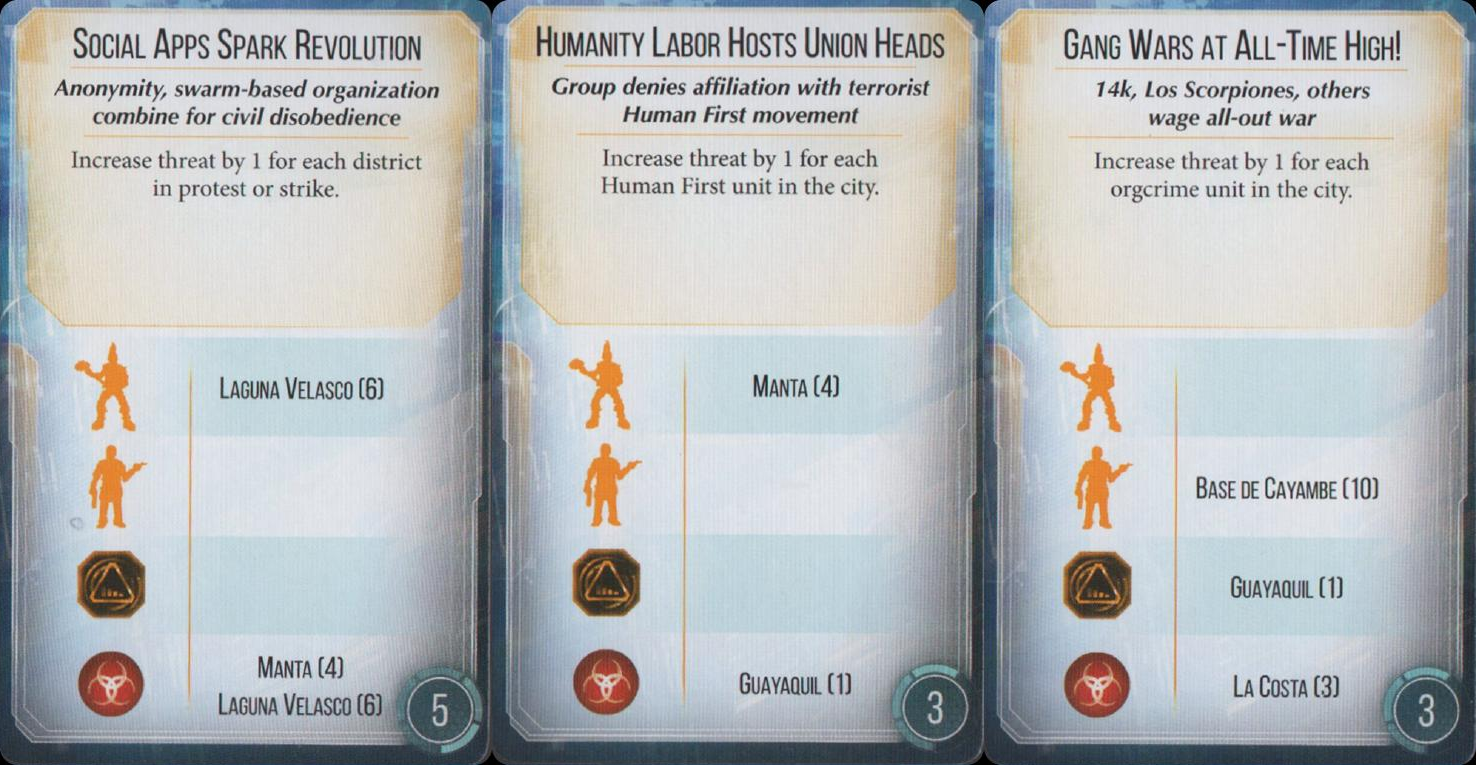 Social Apps Spark Revolution
Anonymity, swarm-based organization
combine for civil disobedience
Increase threat by 1 for each district
in protest or strike.
Laguna Velasco (6)
Manta (4)
Laguna Velasco (6)
5
Humanity Labor Hosts Union Heads
Group denies affiliation with terrorist
Human First movement
Increase threat by 1 for each
Human First unit in the city.
Manta (4)
Guayaquil (1)
3
Gang Wars at All-Time High!
14k, Los Scorpiones, others
wage all-out war
Increase threat by 1 for each
orgcrime unit in the city.
Base de Cayambe (10)
Guayaquil (1)
La Costa (3)
3